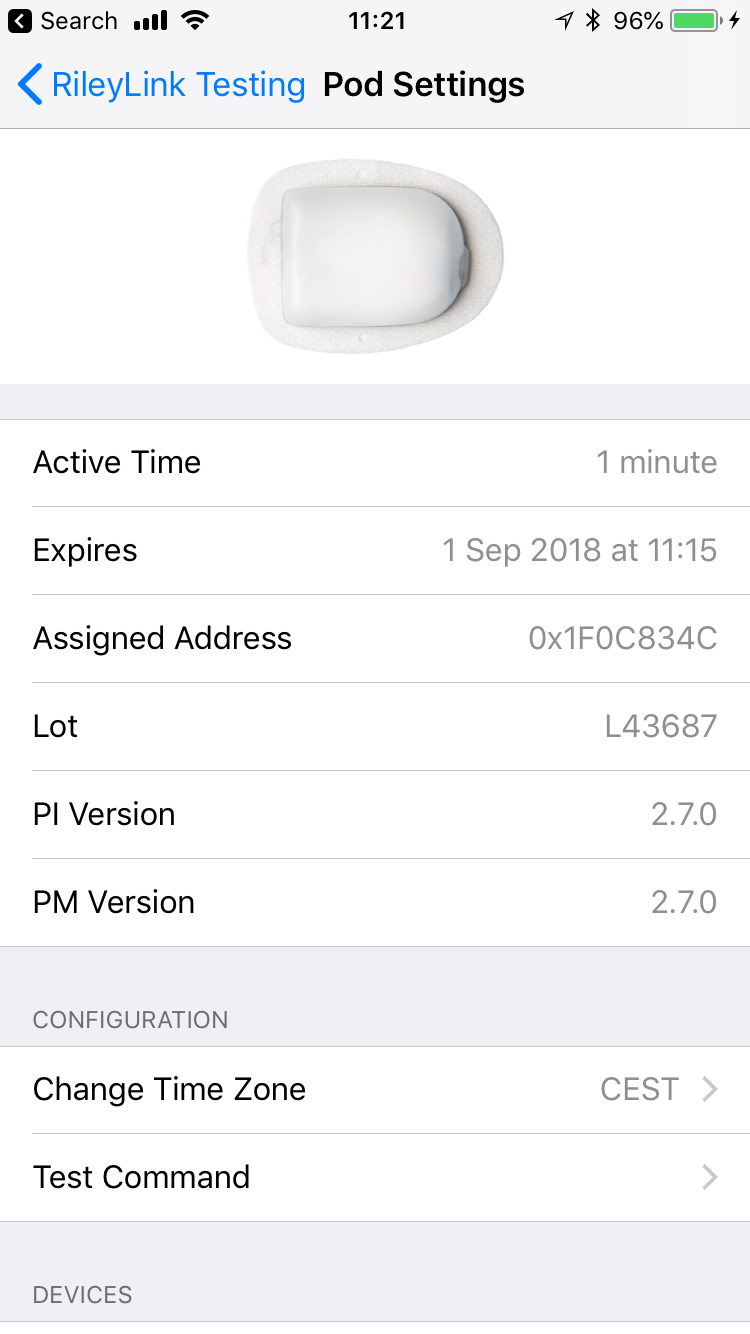 Search 11:21 96%
RileyLink Testing Pod Settings
Active Time 1 minute
Expires 1 Sep 2018 at 11:15
Assigned Address 0x1F0C834C
Lot L43687
PI Version 2.7.0
PM Version 2.7.0
CONFIGURATION
Change Time Zone CEST
Test Command
DEVICES